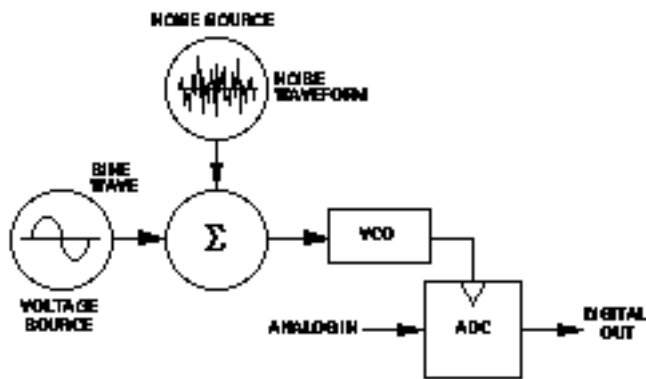 NOISE SOURCE
NOISE
WAVEFORM
SINE
WAVE
Σ
VCO
VOLTAGE
SOURCE
ANALOG IN
ADC
DIGITAL
OUT